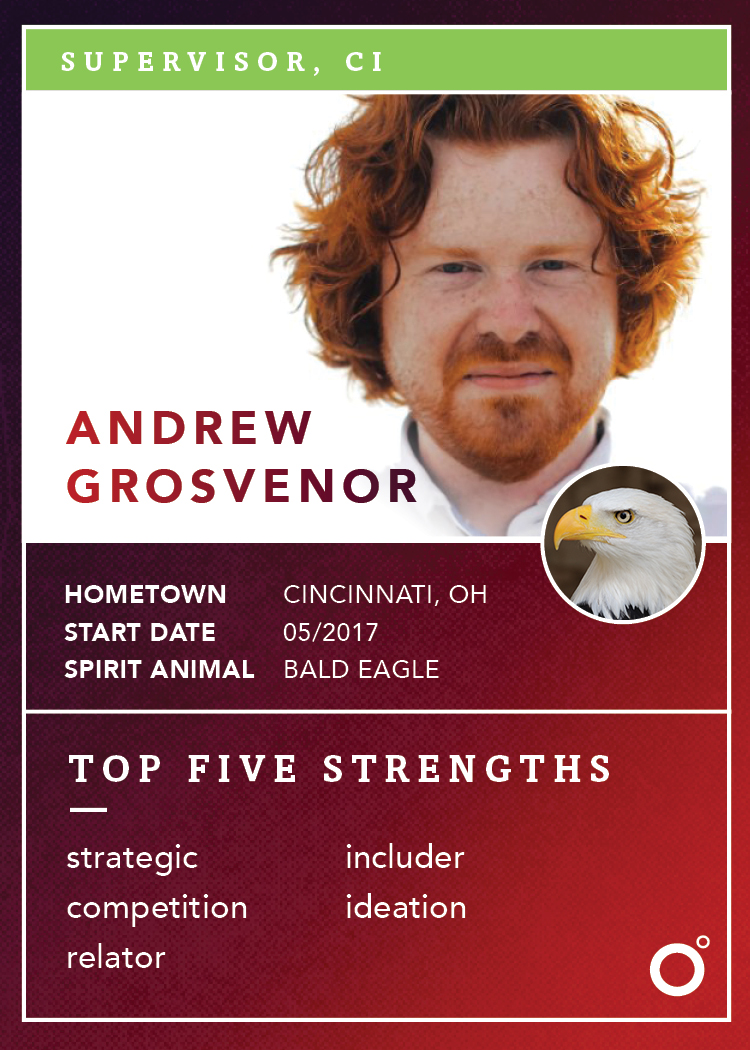 SUPERVISOR, CI
ANDREW
GROSVENOR
HOMETOWN CINCINNATI, OH
START DATE 05/2017
SPIRIT ANIMAL BALD EAGLE
TOP FIVE STRENGTHS
strategic includer
competition ideation
relator